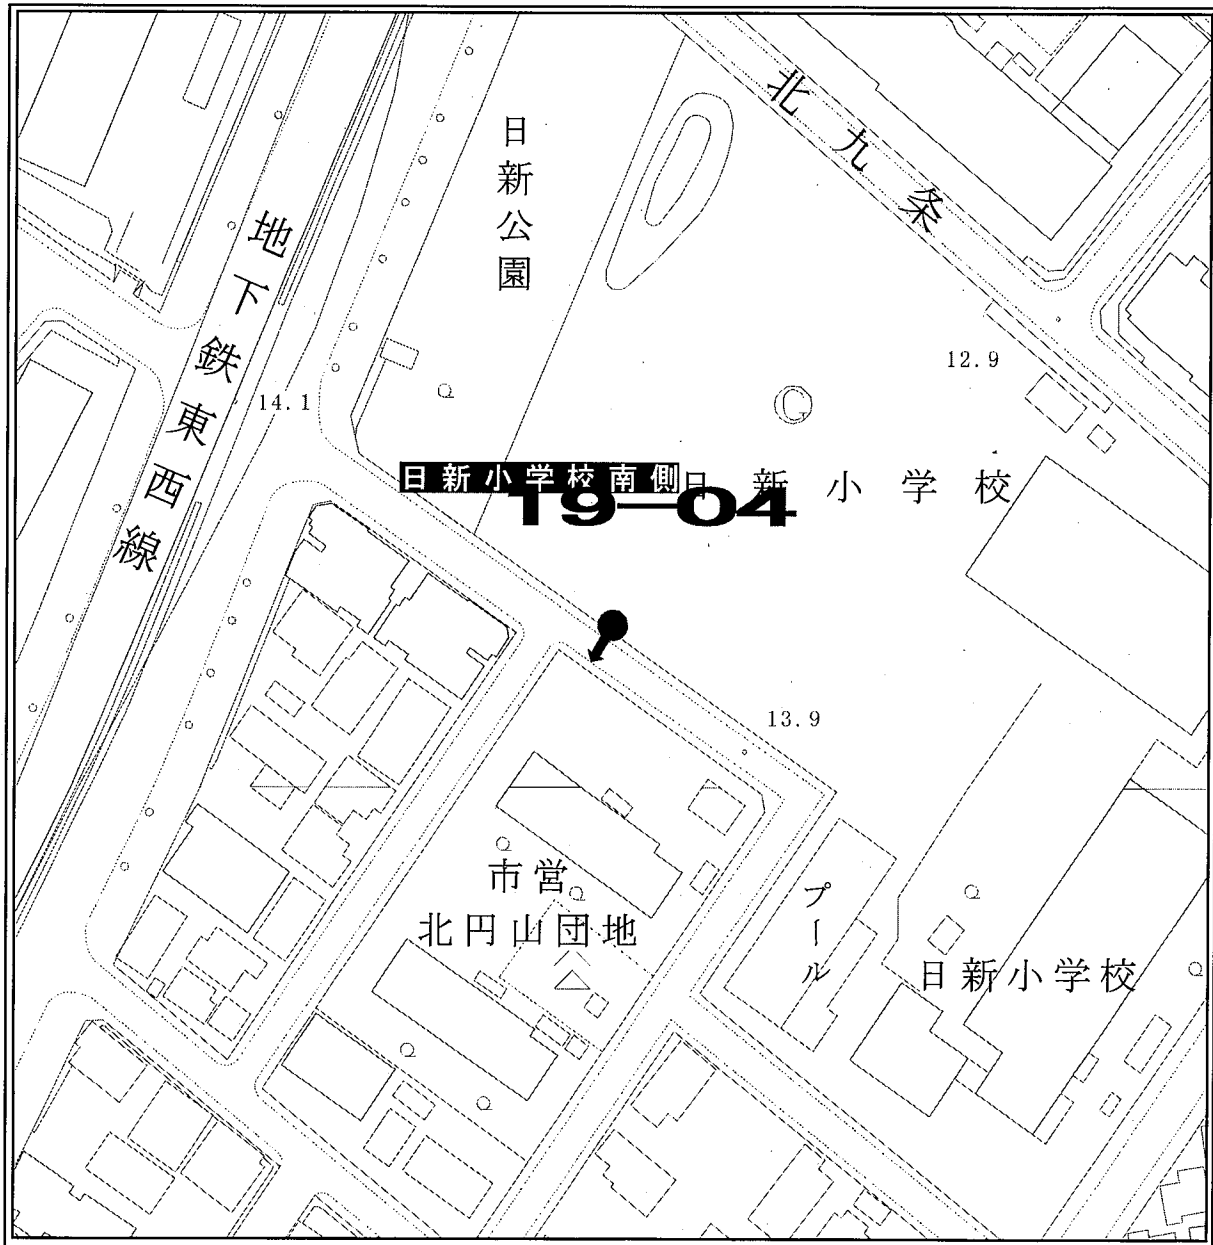 北九条
日新公園
地下鉄東西線
12.9
14.1
日新小学校南側
日新小学校
19-04
13.9
市営
北円山団地
プール
日新小学校